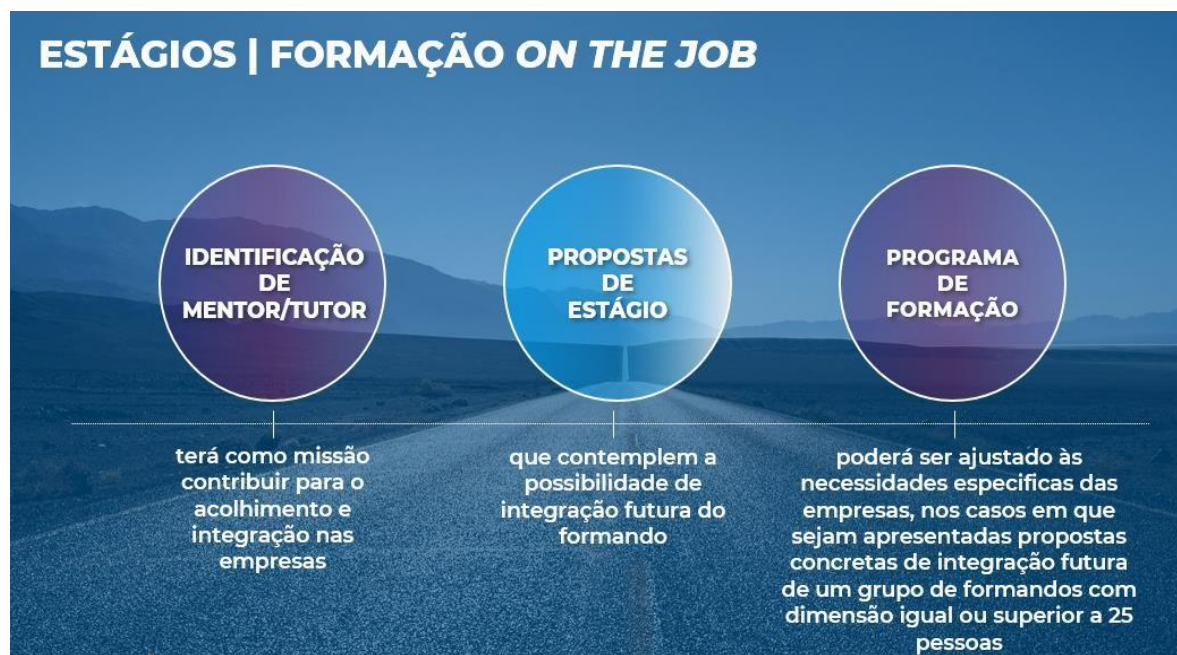 ESTÁGIOS | FORMAÇÃO ON THE JOB
IDENTIFICAÇÃO
DE
MENTOR/TUTOR
terá como missão
contribuir para o
acolhimento e
integração nas
empresas
PROPOSTAS
DE
ESTÁGIO
que contemplem a
possibilidade de
integração futura do
formando
PROGRAMA
DE
FORMAÇÃO
poderá ser ajustado às
necessidades especificas das
empresas, nos casos em que
sejam apresentadas propostas
concretas de integração futura
de um grupo de formandos com
dimensão igual ou superior a 25
pessoas